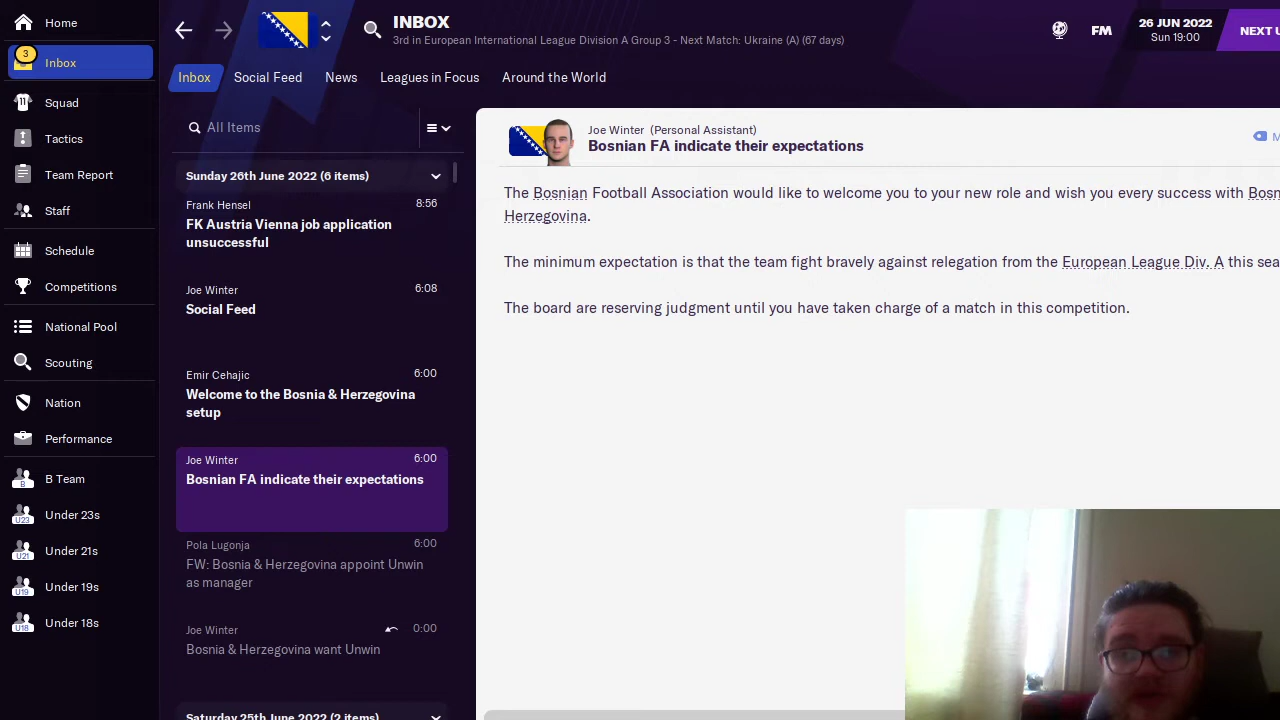 Home
3
Inbox
11
Squad
Tactics
Team Report
Staff
Schedule
Competitions
National Pool
Scouting
Nation
Performance
B
B Team
U23
Under 23s
U21
Under 21s
U19
Under 19s
U18
Under 18s
INBOX
3rd in European International League Division A Group 3 - Next Match: Ukraine (A) (67 days)
FM
26 JUN 2022
Sun 19:00
NEXT U
Inbox Social Feed News Leagues in Focus Around the World
All Items
Sunday 26th June 2022 (6 items)
Frank Hensel 8:56
FK Austria Vienna job application
unsuccessful
Joe Winter 6:08
Social Feed
Emir Cehajic 6:00
Welcome to the Bosnia & Herzegovina
setup
Joe Winter 6:00
Bosnian FA indicate their expectations
Pola Lugonja 6:00
FW: Bosnia & Herzegovina appoint Unwin
as manager
Joe Winter 0:00
Bosnia & Herzegovina want Unwin
Saturday 25th June 2022 (2 items)
Joe Winter (Personal Assistant)
Bosnian FA indicate their expectations
M
The Bosnian Football Association would like to welcome you to your new role and wish you every success with Bosn
Herzegovina.
The minimum expectation is that the team fight bravely against relegation from the European League Div. A this sea
The board are reserving judgment until you have taken charge of a match in this competition.